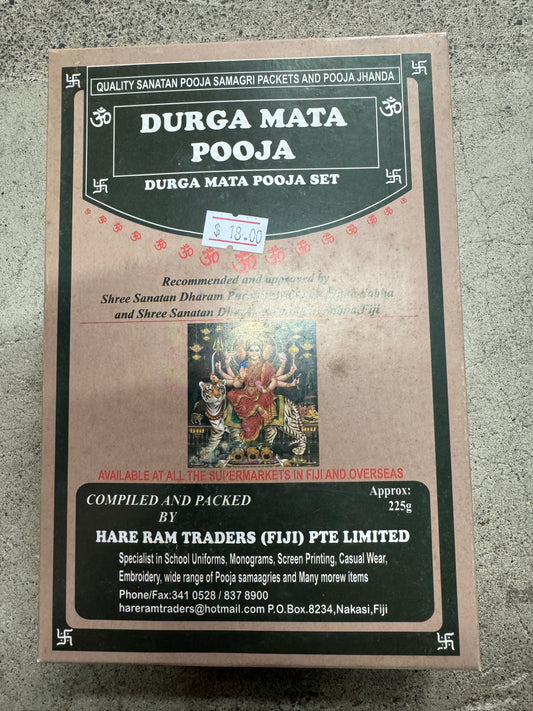 QUALITY SANATAN POOJA SAMAGRI PACKETS AND POOJA JHANDA
DURGA MATA
POOJA
DURGA MATA POOJA SET
$ 18.00
Recommended and approved by
Shree Sanatan Dharam
and Shree Sanatan Fiji
AVAILABLE AT ALL THE SUPERMARKETS IN FIJI AND OVERSEAS
COMPILED AND PACKED
BY
Approx:
225g
HARE RAM TRADERS (FIJI) PTE LIMITED
Specialist in School Uniforms, Monograms, Screen Printing, Casual Wear,
Embroidery, wide range of Pooja samaagries and Many morew items
Phone/Fax:341 0528 / 837 8900
hareramtraders@hotmail.com P.O.Box.8234,Nakasi,Fiji